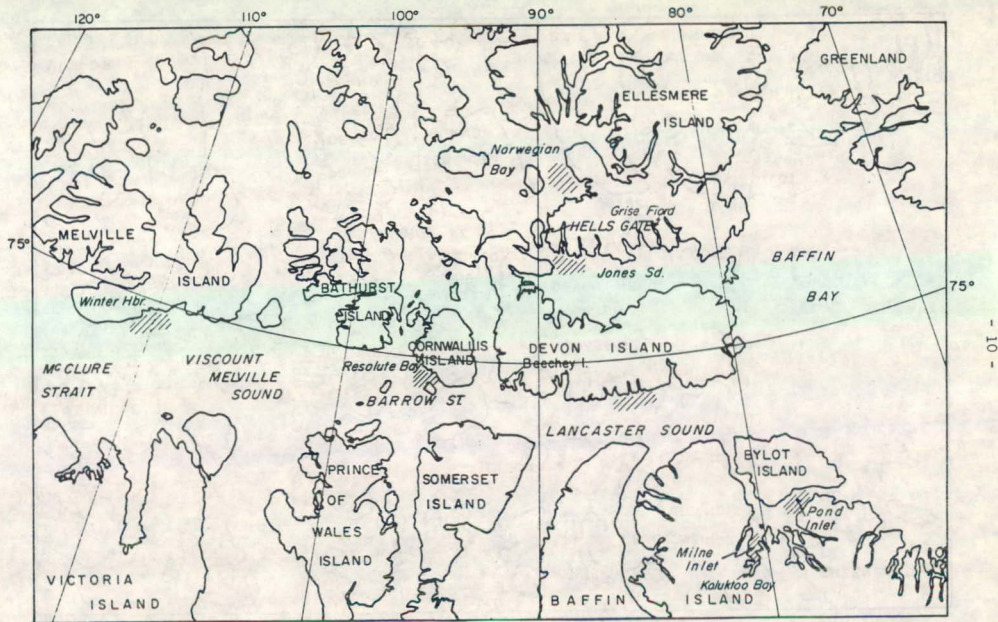 120°
110°
100°
90°
80°
70°
GREENLAND
ELLESMERE
ISLAND
Norwegian
Bay
Grise Fiord
HELLS GATE
75°
MELVILLE
ISLAND
Jones Sd.
BAFFIN
BAY
75°
Winter Hbr.
BATHURST
ISLAND
CORNWALLIS
ISLAND
DEVON ISLAND
Beechey I.
Resolute Bay
BARROW ST.
McCLURE
STRAIT
VISCOUNT
MELVILLE
SOUND
LANCASTER SOUND
BYLOT
ISLAND
PRINCE
OF
WALES
ISLAND
SOMERSET
ISLAND
Pond
Inlet
Milne
Inlet
Koluktoo Bay
VICTORIA
ISLAND
BAFFIN ISLAND
- 10 -